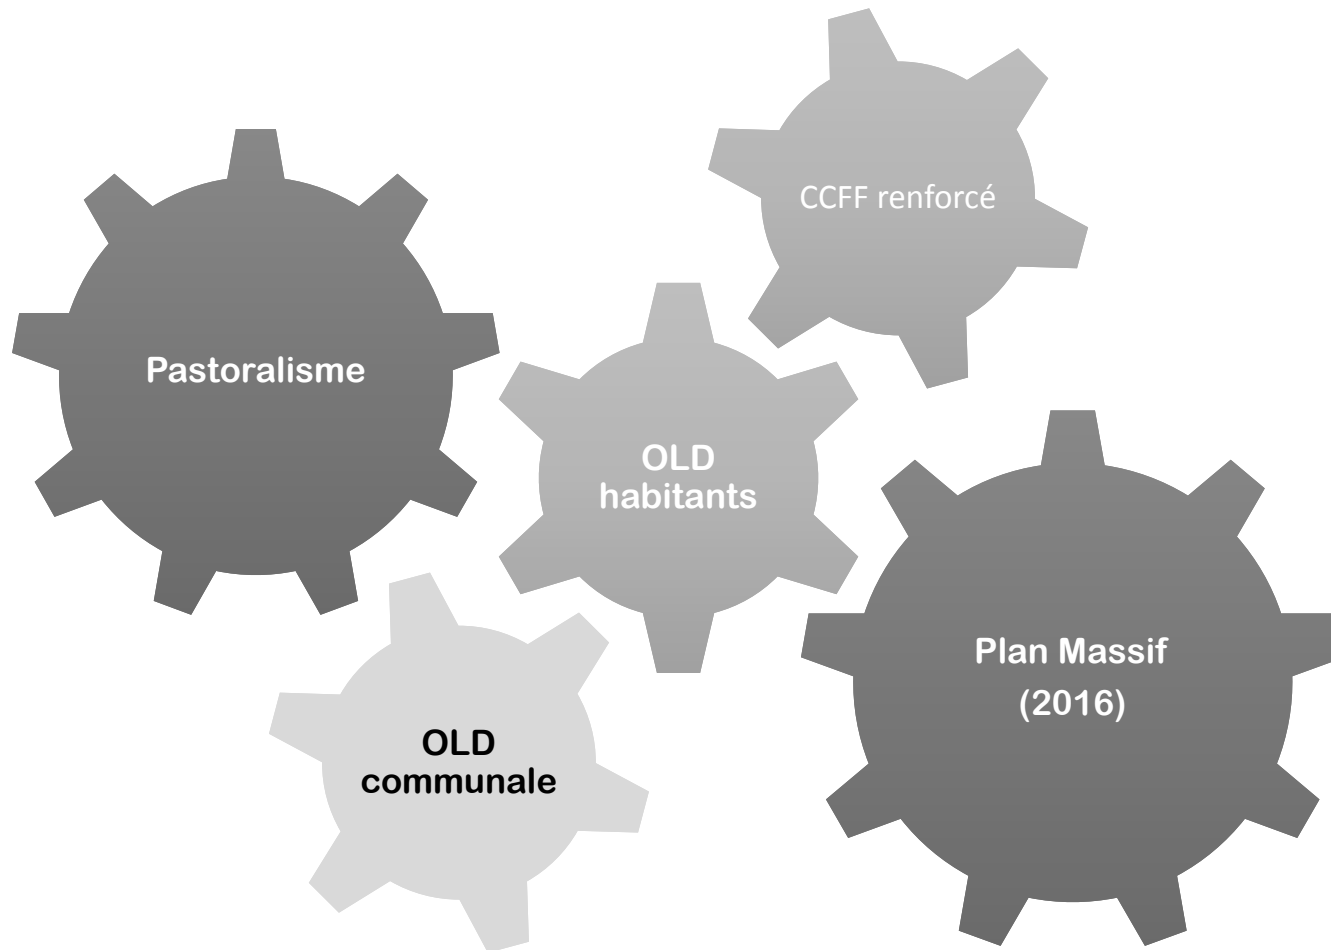 CCFF renforcé
Pastoralisme
OLD
habitants
Plan Massif
(2016)
OLD
communale